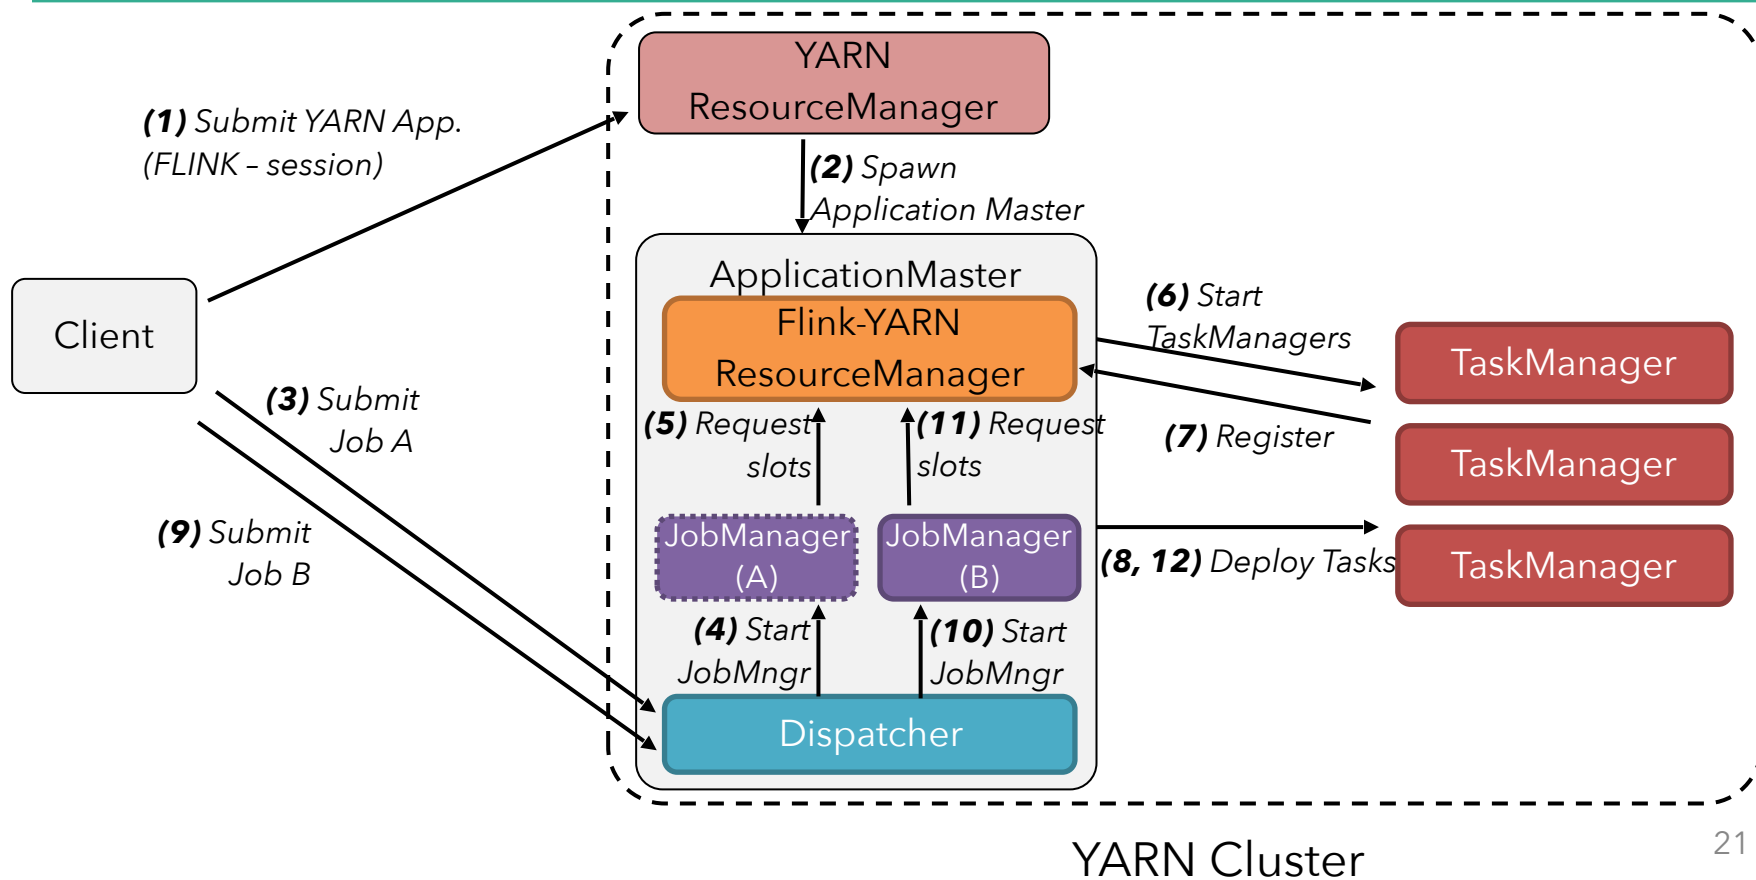 YARN
ResourceManager
(1) Submit YARN App.
(FLINK – session)
(2) Spawn
Application Master
ApplicationMaster
Flink-YARN
ResourceManager
Client
(6) Start
TaskManagers
TaskManager
(3) Submit
Job A
(5) Request
slots
(11) Request
slots
(7) Register
TaskManager
(9) Submit
Job B
JobManager
(A)
JobManager
(B)
(8, 12) Deploy Tasks
TaskManager
(4) Start
JobMngr
(10) Start
JobMngr
Dispatcher
YARN Cluster
21